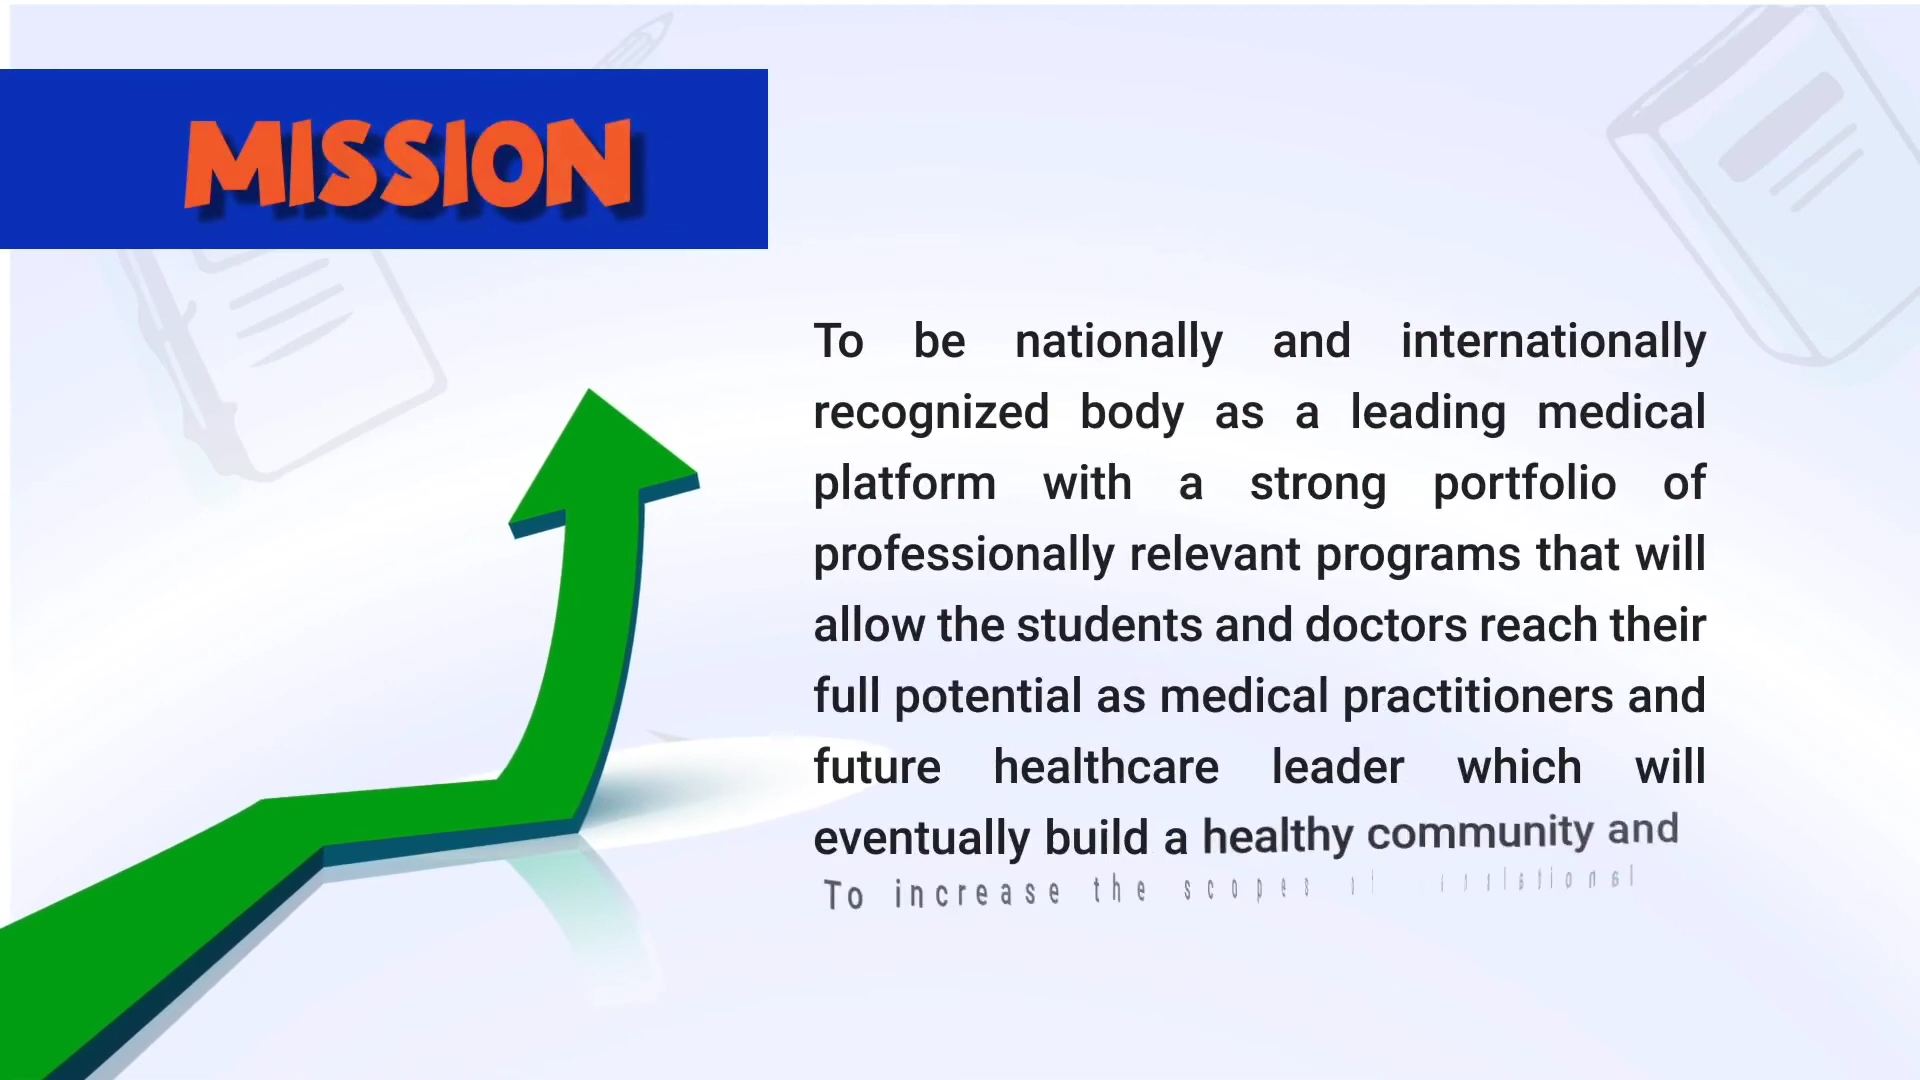 MISSION
To be nationally and internationally
recognized body as a leading medical
platform with a strong portfolio of
professionally relevant programs that will
allow the students and doctors reach their
full potential as medical practitioners and
future healthcare leader which will
eventually build a healthy community and
To increase the scopes